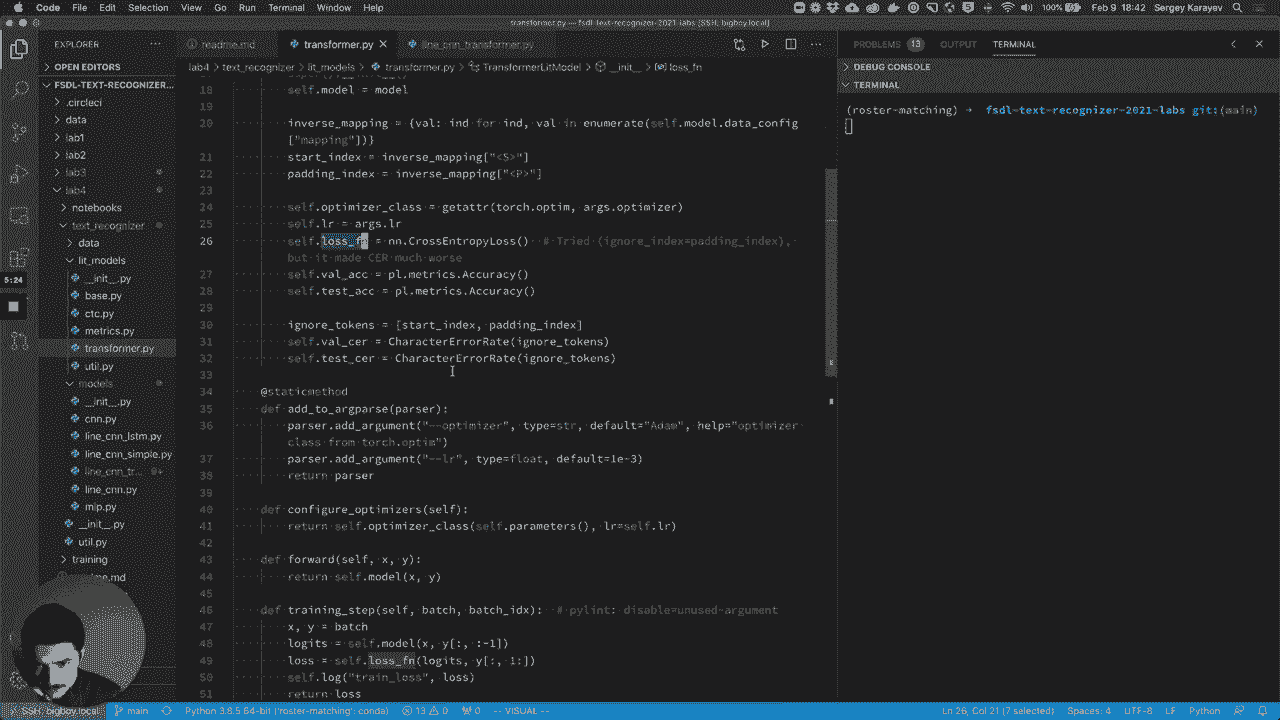 Code File Edit Selection View Go Run Terminal Window Help 100% Feb 9 18:42 Sergey Karayev
transformer.py — fsdl-text-recognizer-2021-labs [SSH: bigboy.local]
EXPLORER
readme.md
transformer.py
line_cnn_transformer.py
PROBLEMS 13 OUTPUT TERMINAL
OPEN EDITORS
FSDL-TEXT-RECOGNIZER...
.circleci
data
lab1
lab2
lab3
lab4
notebooks
text_recognizer
data
lit_models
__init__.py
base.py
ctc.py
metrics.py
transformer.py
util.py
models
__init__.py
cnn.py
line_cnn_lstm.py
line_cnn_simple.py
line_cnn_tr...
line_cnn.py
mlp.py
__init__.py
util.py
training
readme.md
5:24
lab4 > text_recognizer > lit_models > transformer.py > TransformerLitModel > __init__ > loss_fn
18 self.model = model
19
20 inverse_mapping = {val: ind for ind, val in enumerate(self.model.data_config
["mapping"])}
21 start_index = inverse_mapping["<S>"]
22 padding_index = inverse_mapping["<P>"]
23
24 self.optimizer_class = getattr(torch.optim, args.optimizer)
25 self.lr = args.lr
26 self.loss_fn = nn.CrossEntropyLoss() # Tried (ignore_index=padding_index),
but it made CER much worse
27 self.val_acc = pl.metrics.Accuracy()
28 self.test_acc = pl.metrics.Accuracy()
29
30 ignore_tokens = [start_index, padding_index]
31 self.val_cer = CharacterErrorRate(ignore_tokens)
32 self.test_cer = CharacterErrorRate(ignore_tokens)
33
34 @staticmethod
35 def add_to_argparse(parser):
36 parser.add_argument("--optimizer", type=str, default="Adam", help="optimizer
class from torch.optim")
37 parser.add_argument("--lr", type=float, default=1e-3)
38 return parser
39
40 def configure_optimizers(self):
41 return self.optimizer_class(self.parameters(), lr=self.lr)
42
43 def forward(self, x, y):
44 return self.model(x, y)
45
46 def training_step(self, batch, batch_idx): # pylint: disable=unused-argument
47 x, y = batch
48 logits = self.model(x, y[:, :-1])
49 loss = self.loss_fn(logits, y[:, 1:])
50 self.log("train_loss", loss)
51 return loss
DEBUG CONSOLE
TERMINAL
(roster-matching) → fsdl-text-recognizer-2021-labs git:(main)
SSH: bigboy.local main Python 3.8.5 64-bit ('roster-matching': conda) 13 0 0 -- VISUAL -- Ln 26, Col 21 (7 selected) Spaces: 4 UTF-8 LF Python